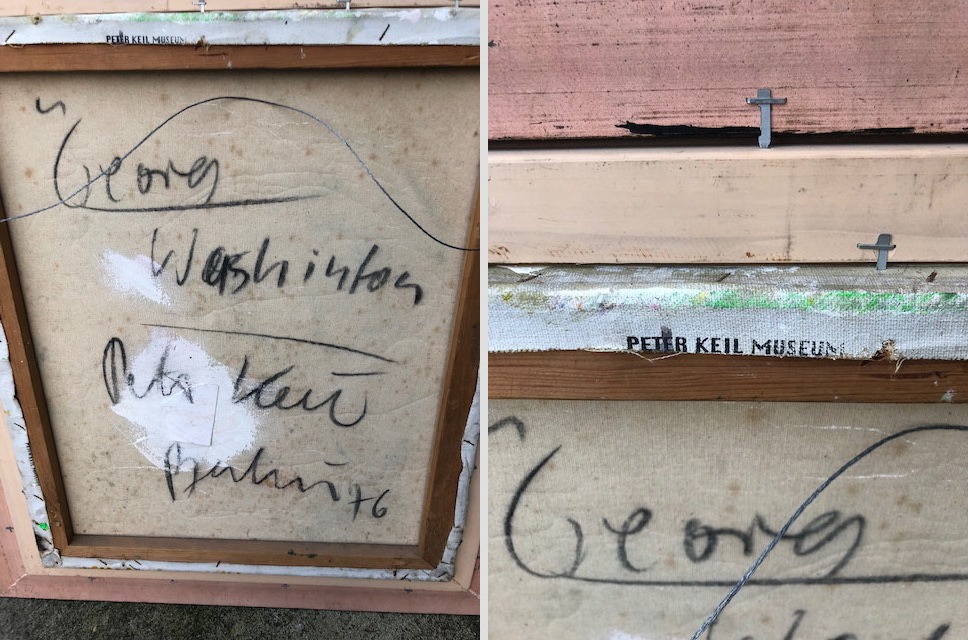 PETER KEIL MUSEUM
" Georg
Washinton
Peter Keil
Berlin 76
PETER KEIL MUSEUM
Georg